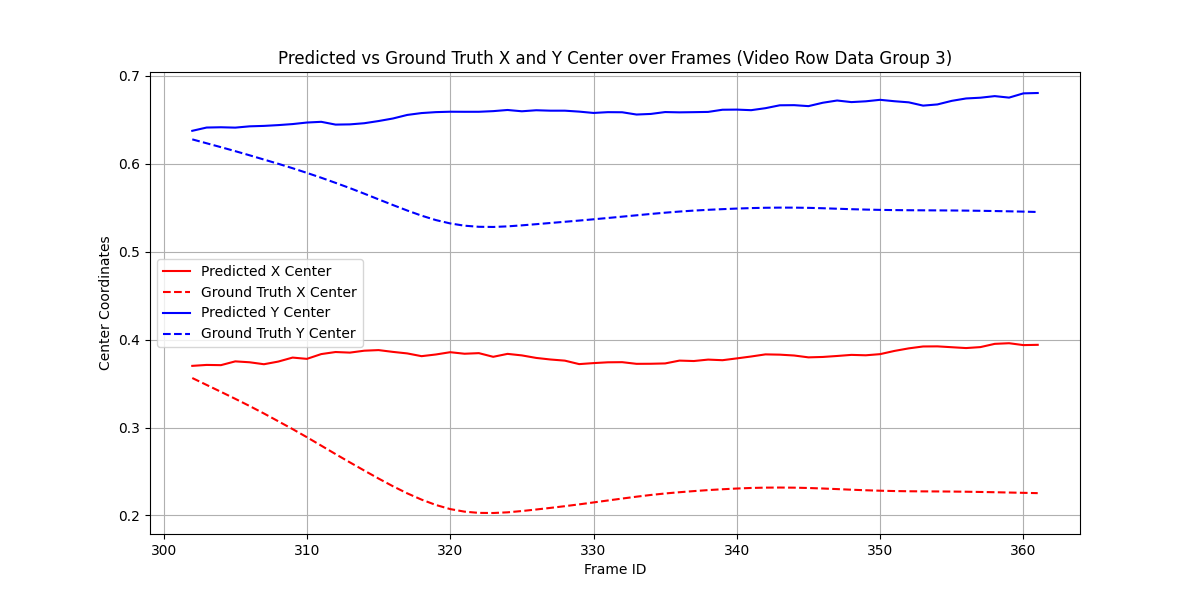 Predicted vs Ground Truth X and Y Center over Frames (Video Row Data Group 3)
Center Coordinates
0.7
0.6
0.5
0.4
0.3
0.2
Predicted X Center
Ground Truth X Center
Predicted Y Center
Ground Truth Y Center
300 310 320 330 340 350 360
Frame ID